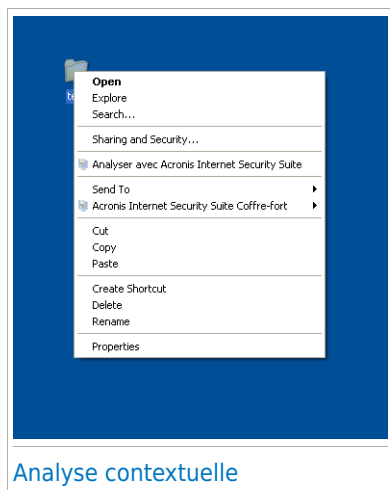 Open
Explore
Search...
Sharing and Security...
Analyser avec Acronis Internet Security Suite
Send To
Acronis Internet Security Suite Coffre-fort
Cut
Copy
Paste
Create Shortcut
Delete
Rename
Properties
Analyse contextuelle